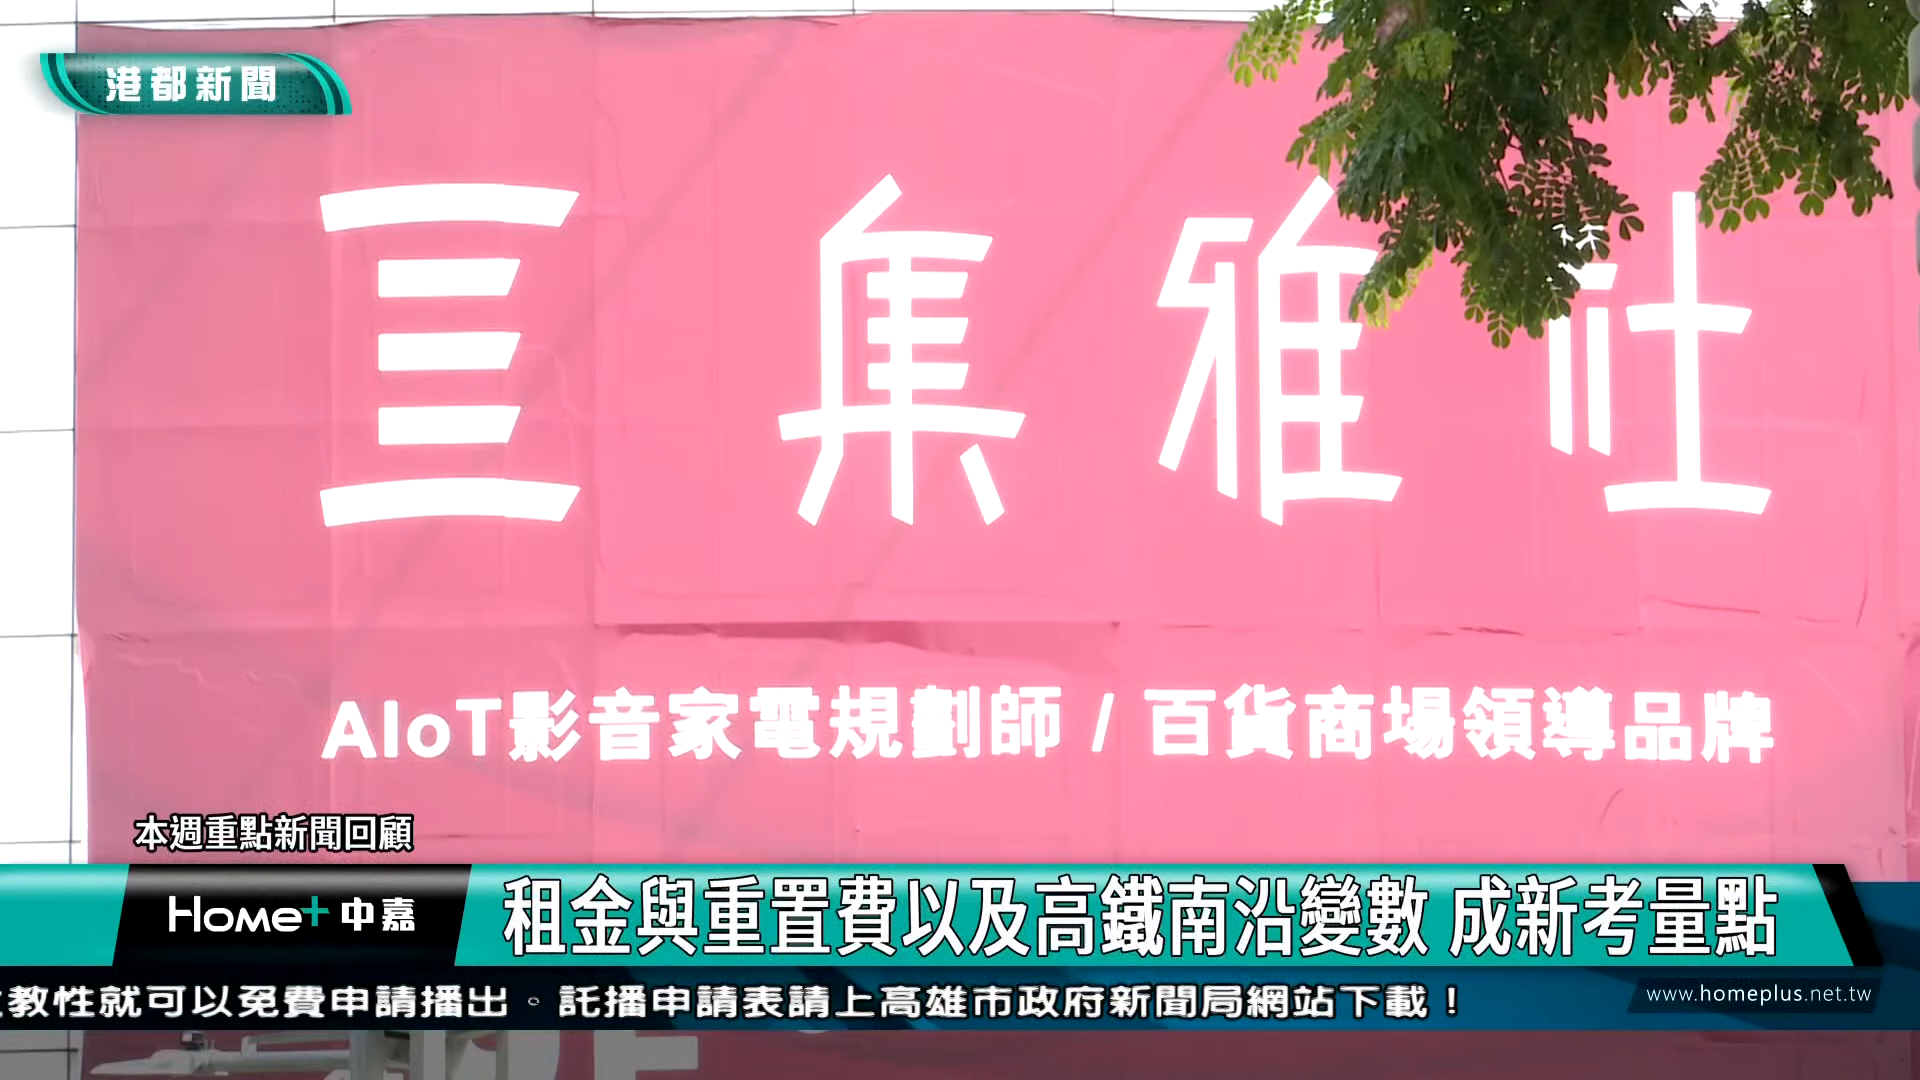 港都新聞
集雅社
AIoT影音家電規劃師 / 百貨商場領導品牌
本週重點新聞回顧
Home+ 中嘉
租金與重置費以及高鐵南沿變數 成新考量點
教性就可以免費申請播出。託播申請表請上高雄市政府新聞局網站下載！
www.homeplus.net.tw